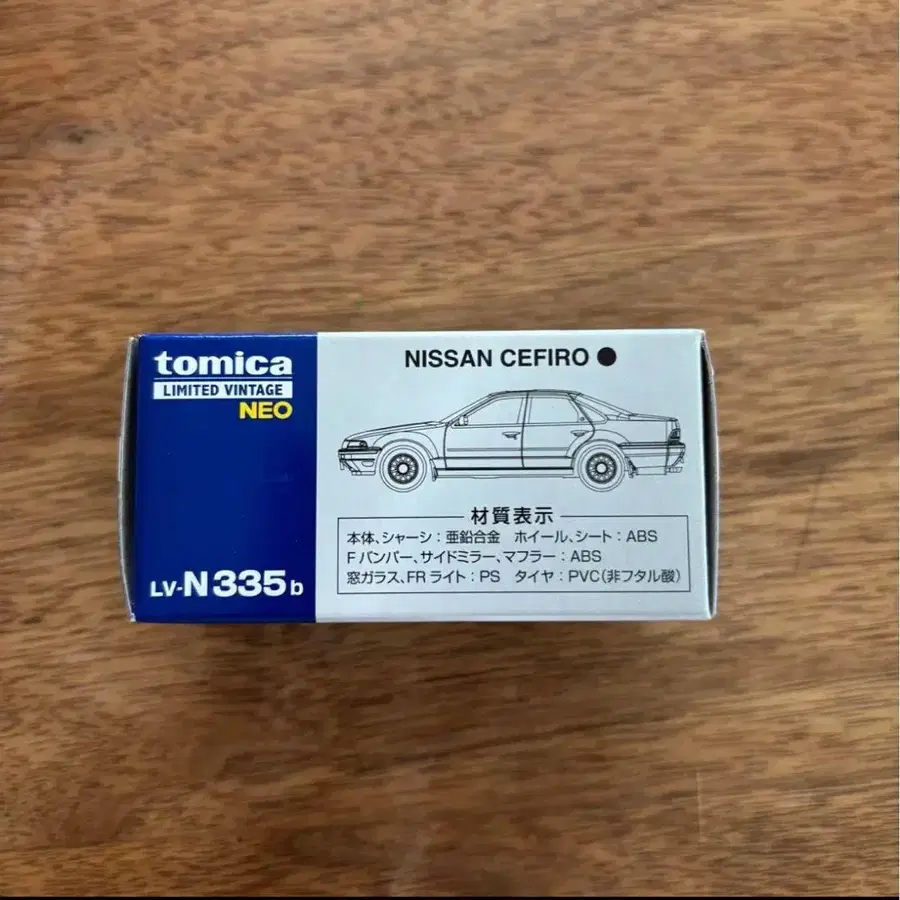 tomica
LIMITED VINTAGE
NEO
LV-N335b
NISSAN CEFIRO ●
材質表示
本体、シャーシ：亜鉛合金 ホイール、シート：ABS
Fバンパー、サイドミラー、マフラー：ABS
窓ガラス、FRライト：PS タイヤ：PVC(非フタル酸)